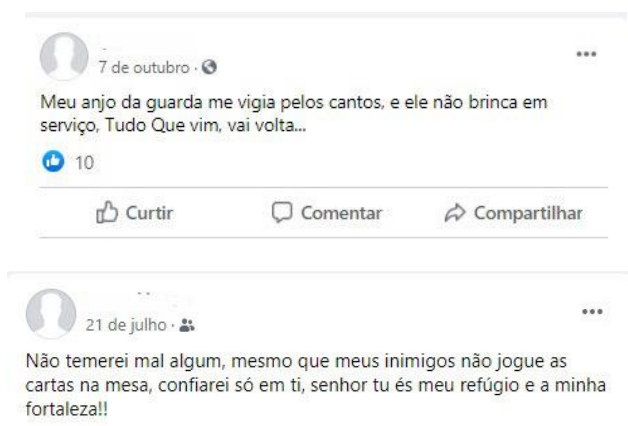 7 de outubro ·
Meu anjo da guarda me vigia pelos cantos, e ele não brinca em
serviço, Tudo Que vim, vai volta...
10
Curtir Comentar Compartilhar
21 de julho ·
Não temerei mal algum, mesmo que meus inimigos não jogue as
cartas na mesa, confiarei só em ti, senhor tu és meu refúgio e a minha
fortaleza!!